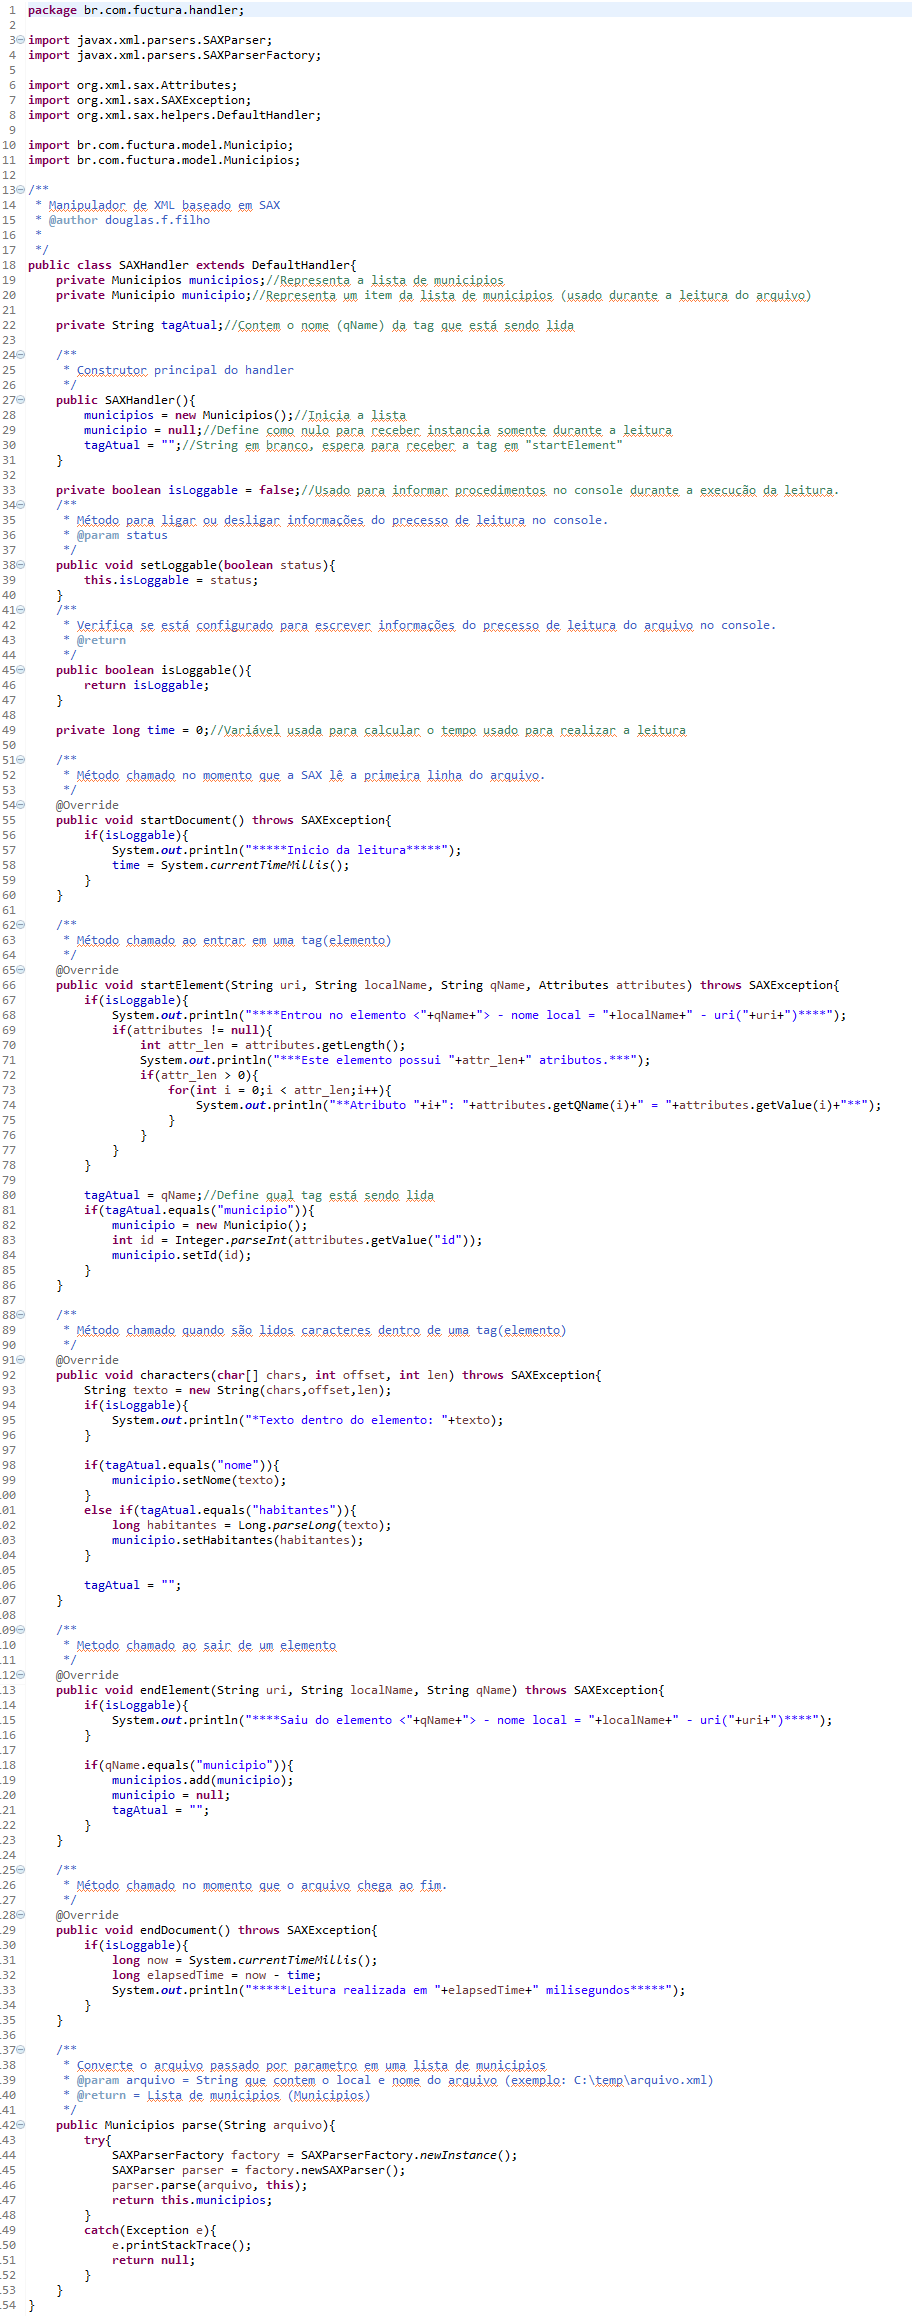 1 package br.com.fuctura.handler;
2
3 import javax.xml.parsers.SAXParser;
4 import javax.xml.parsers.SAXParserFactory;
5
6 import org.xml.sax.Attributes;
7 import org.xml.sax.SAXException;
8 import org.xml.sax.helpers.DefaultHandler;
9
10 import br.com.fuctura.model.Municipio;
11 import br.com.fuctura.model.Municipios;
12
13 /**
14  * Manipulador de XML baseado em SAX
15  * @author douglas.f.filho
16  *
17  */
18 public class SAXHandler extends DefaultHandler{
19     private Municipios municipios;//Representa a lista de municipios
20     private Municipio municipio;//Representa um item da lista de municipios (usado durante a leitura do arquivo)
21
22     private String tagAtual;//Contem o nome (qName) da tag que está sendo lida
23
24     /**
25      * Construtor principal do handler
26      */
27     public SAXHandler(){
28         municipios = new Municipios();//Inicia a lista
29         municipio = null;//Define como nulo para receber instancia somente durante a leitura
30         tagAtual = "";//String em branco, espera para receber a tag em "startElement"
31     }
32
33     private boolean isLoggable = false;//Usado para informar procedimentos no console durante a execucão da leitura.
34     /**
35      * Método para ligar ou desligar informações do precesso de leitura no console.
36      * @param status
37      */
38     public void setLoggable(boolean status){
39         this.isLoggable = status;
40     }
41     /**
42      * Verifica se está configurado para escrever informações do precesso de leitura do arquivo no console.
43      * @return
44      */
45     public boolean isLoggable(){
46         return isLoggable;
47     }
48
49     private long time = 0;//Variável usada para calcular o tempo usado para realizar a leitura
50
51     /**
52      * Método chamado no momento que a SAX lê a primeira linha do arquivo.
53      */
54     @Override
55     public void startDocument() throws SAXException{
56         if(isLoggable){
57             System.out.println("*****Inicio da leitura*****");
58             time = System.currentTimeMillis();
59         }
60     }
61
62     /**
63      * Método chamado ao entrar em uma tag(elemento)
64      */
65     @Override
66     public void startElement(String uri, String localName, String qName, Attributes attributes) throws SAXException{
67         if(isLoggable){
68             System.out.println("****Entrou no elemento <"+qName+"> - nome local = "+localName+" - uri("+uri+")****");
69             if(attributes != null){
70                 int attr_len = attributes.getLength();
71                 System.out.println("***Este elemento possui "+attr_len+" atributos.***");
72                 if(attr_len > 0){
73                     for(int i = 0;i < attr_len;i++){
74                         System.out.println("**Atributo "+i+": "+attributes.getQName(i)+" = "+attributes.getValue(i)+"**");
75                     }
76                 }
77             }
78         }
79
80         tagAtual = qName;//Define qual tag está sendo lida
81         if(tagAtual.equals("municipio")){
82             municipio = new Municipio();
83             int id = Integer.parseInt(attributes.getValue("id"));
84             municipio.setId(id);
85         }
86     }
87
88     /**
89      * Método chamado quando são lidos caracteres dentro de uma tag(elemento)
90      */
91     @Override
92     public void characters(char[] chars, int offset, int len) throws SAXException{
93         String texto = new String(chars,offset,len);
94         if(isLoggable){
95             System.out.println("*Texto dentro do elemento: "+texto);
96         }
97
98         if(tagAtual.equals("nome")){
99             municipio.setNome(texto);
.00         }
.01         else if(tagAtual.equals("habitantes")){
.02             long habitantes = Long.parseLong(texto);
.03             municipio.setHabitantes(habitantes);
.04         }
.05
.06         tagAtual = "";
.07     }
.08
.09     /**
.10      * Metodo chamado ao sair de um elemento
.11      */
.12     @Override
.13     public void endElement(String uri, String localName, String qName) throws SAXException{
.14         if(isLoggable){
.15             System.out.println("****Saiu do elemento <"+qName+"> - nome local = "+localName+" - uri("+uri+")****");
.16         }
.17
.18         if(qName.equals("municipio")){
.19             municipios.add(municipio);
.20             municipio = null;
.21             tagAtual = "";
.22         }
.23     }
.24
.25     /**
.26      * Método chamado no momento que o arquivo chega ao fim.
.27      */
.28     @Override
.29     public void endDocument() throws SAXException{
.30         if(isLoggable){
.31             long now = System.currentTimeMillis();
.32             long elapsedTime = now - time;
.33             System.out.println("*****Leitura realizada em "+elapsedTime+" milisegundos*****");
.34         }
.35     }
.36
.37     /**
.38      * Converte o arquivo passado por parametro em uma lista de municipios
.39      * @param arquivo = String que contem o local e nome do arquivo (exemplo: C:\temp\arquivo.xml)
.40      * @return = Lista de municipios (Municipios)
.41      */
.42     public Municipios parse(String arquivo){
.43         try{
.44             SAXParserFactory factory = SAXParserFactory.newInstance();
.45             SAXParser parser = factory.newSAXParser();
.46             parser.parse(arquivo, this);
.47             return this.municipios;
.48         }
.49         catch(Exception e){
.50             e.printStackTrace();
.51             return null;
.52         }
.53     }
.54 }